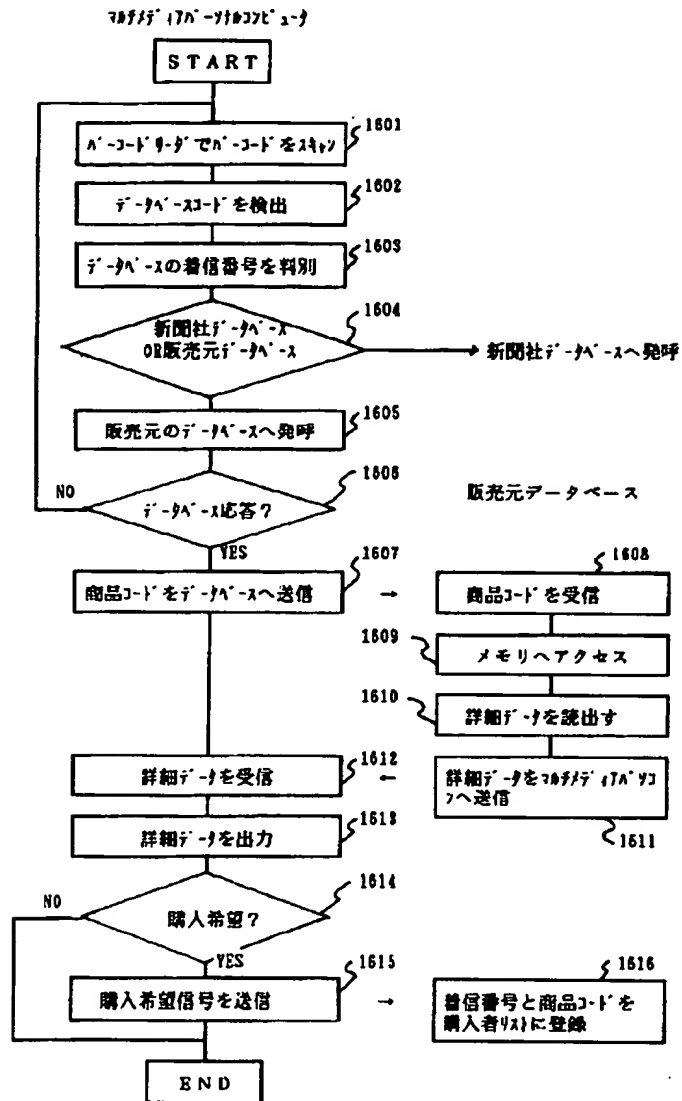 マルチメディアパーソナルコンピュータ
START
1601
バーコードリーダでバーコードをスキャン
1602
データベースコードを検出
1603
データベースの着信番号を判別
1604
新聞社データベース
OR販売元データベース
新聞社データベースへ発呼
1605
販売元のデータベースへ発呼
1606
NO
データベース応答?
販売元データベース
YES
1607
商品コードをデータベースへ送信
→
1608
商品コードを受信
1609
メモリへアクセス
1610
詳細データを読出す
1612
詳細データを受信
←
詳細データをマルチメディアパソコ
ンへ送信
1611
1613
詳細データを出力
1614
NO
購入希望?
YES
1615
購入希望信号を送信
→
1616
着信番号と商品コードを
購入者リストに登録
END